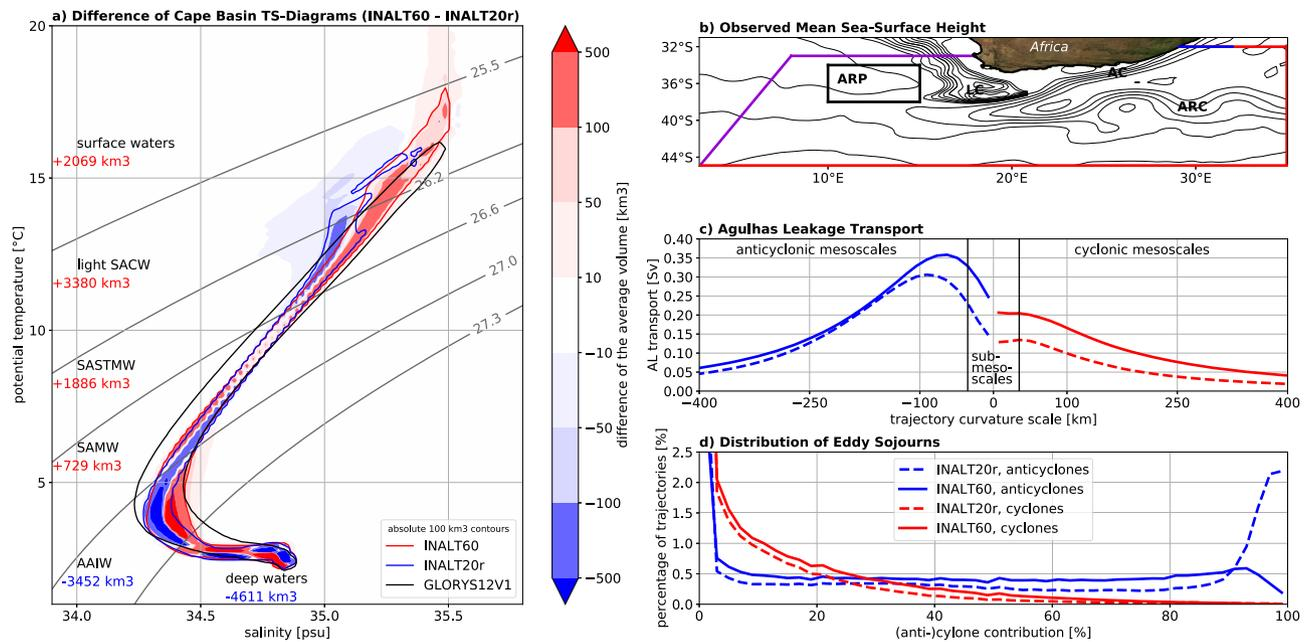 a) Difference of Cape Basin TS-Diagrams (INALT60 - INALT20r)
20
15
10
5
potential temperature [°C]
34.0
34.5
35.0
35.5
salinity [psu]
25.5
26.2
26.6
27.0
27.3
surface waters
+2069 km3
light SACW
+3380 km3
SASTMW
+1886 km3
SAMW
+729 km3
AAIW
-3452 km3
deep waters
-4611 km3
absolute 100 km3 contours
INALT60
INALT20r
GLORYS12V1
500
100
50
10
−10
−50
−100
−500
difference of the average volume [km3]
b) Observed Mean Sea-Surface Height
32°S
36°S
40°S
44°S
10°E
20°E
30°E
Africa
ARP
LC
AC
ARC
c) Agulhas Leakage Transport
0.40
0.35
0.30
0.25
0.20
0.15
0.10
0.05
0.00
AL transport [Sv]
anticyclonic mesoscales
cyclonic mesoscales
sub-
meso-
scales
−400
−250
−100
0
100
250
400
trajectory curvature scale [km]
d) Distribution of Eddy Sojourns
2.5
2.0
1.5
1.0
0.5
0.0
percentage of trajectories [%]
INALT20r, anticyclones
INALT60, anticyclones
INALT20r, cyclones
INALT60, cyclones
0
20
40
60
80
100
(anti-)cyclone contribution [%]